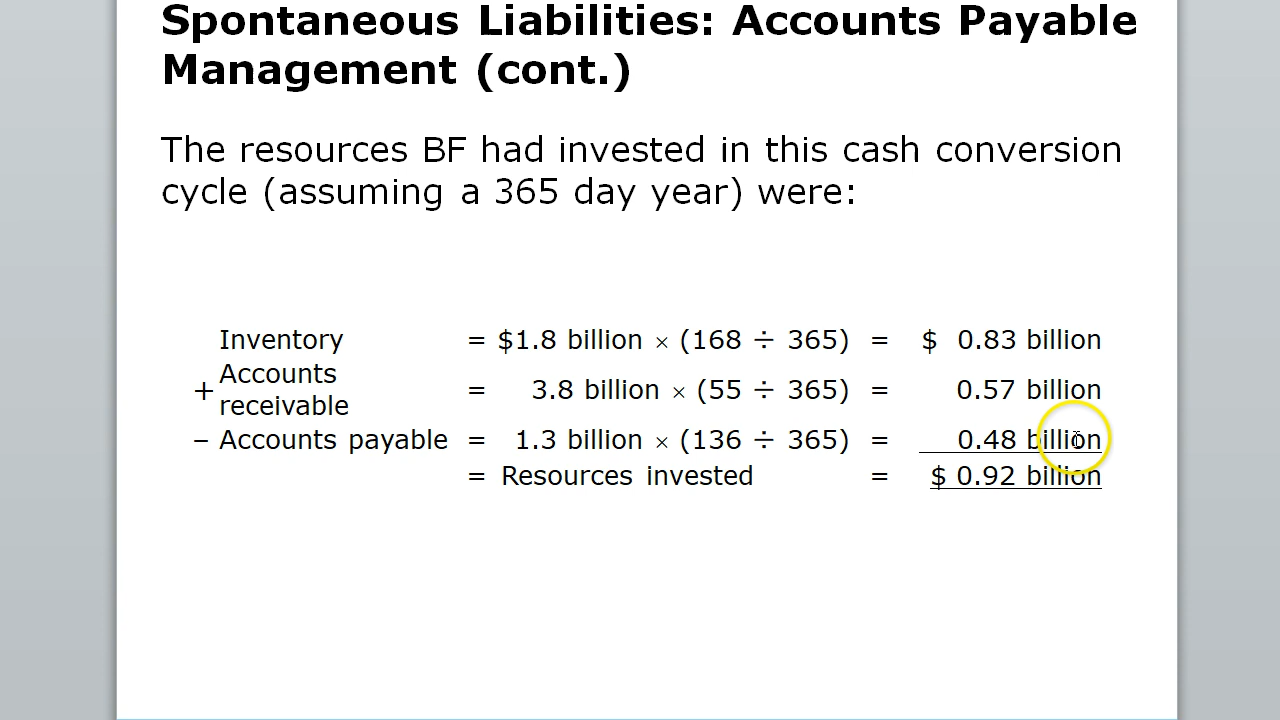 Spontaneous Liabilities: Accounts Payable
Management (cont.)
The resources BF had invested in this cash conversion
cycle (assuming a 365 day year) were:
Inventory = $1.8 billion × (168 ÷ 365) = $ 0.83 billion
+ Accounts receivable = 3.8 billion × (55 ÷ 365) = 0.57 billion
– Accounts payable = 1.3 billion × (136 ÷ 365) = 0.48 billion
= Resources invested = $ 0.92 billion